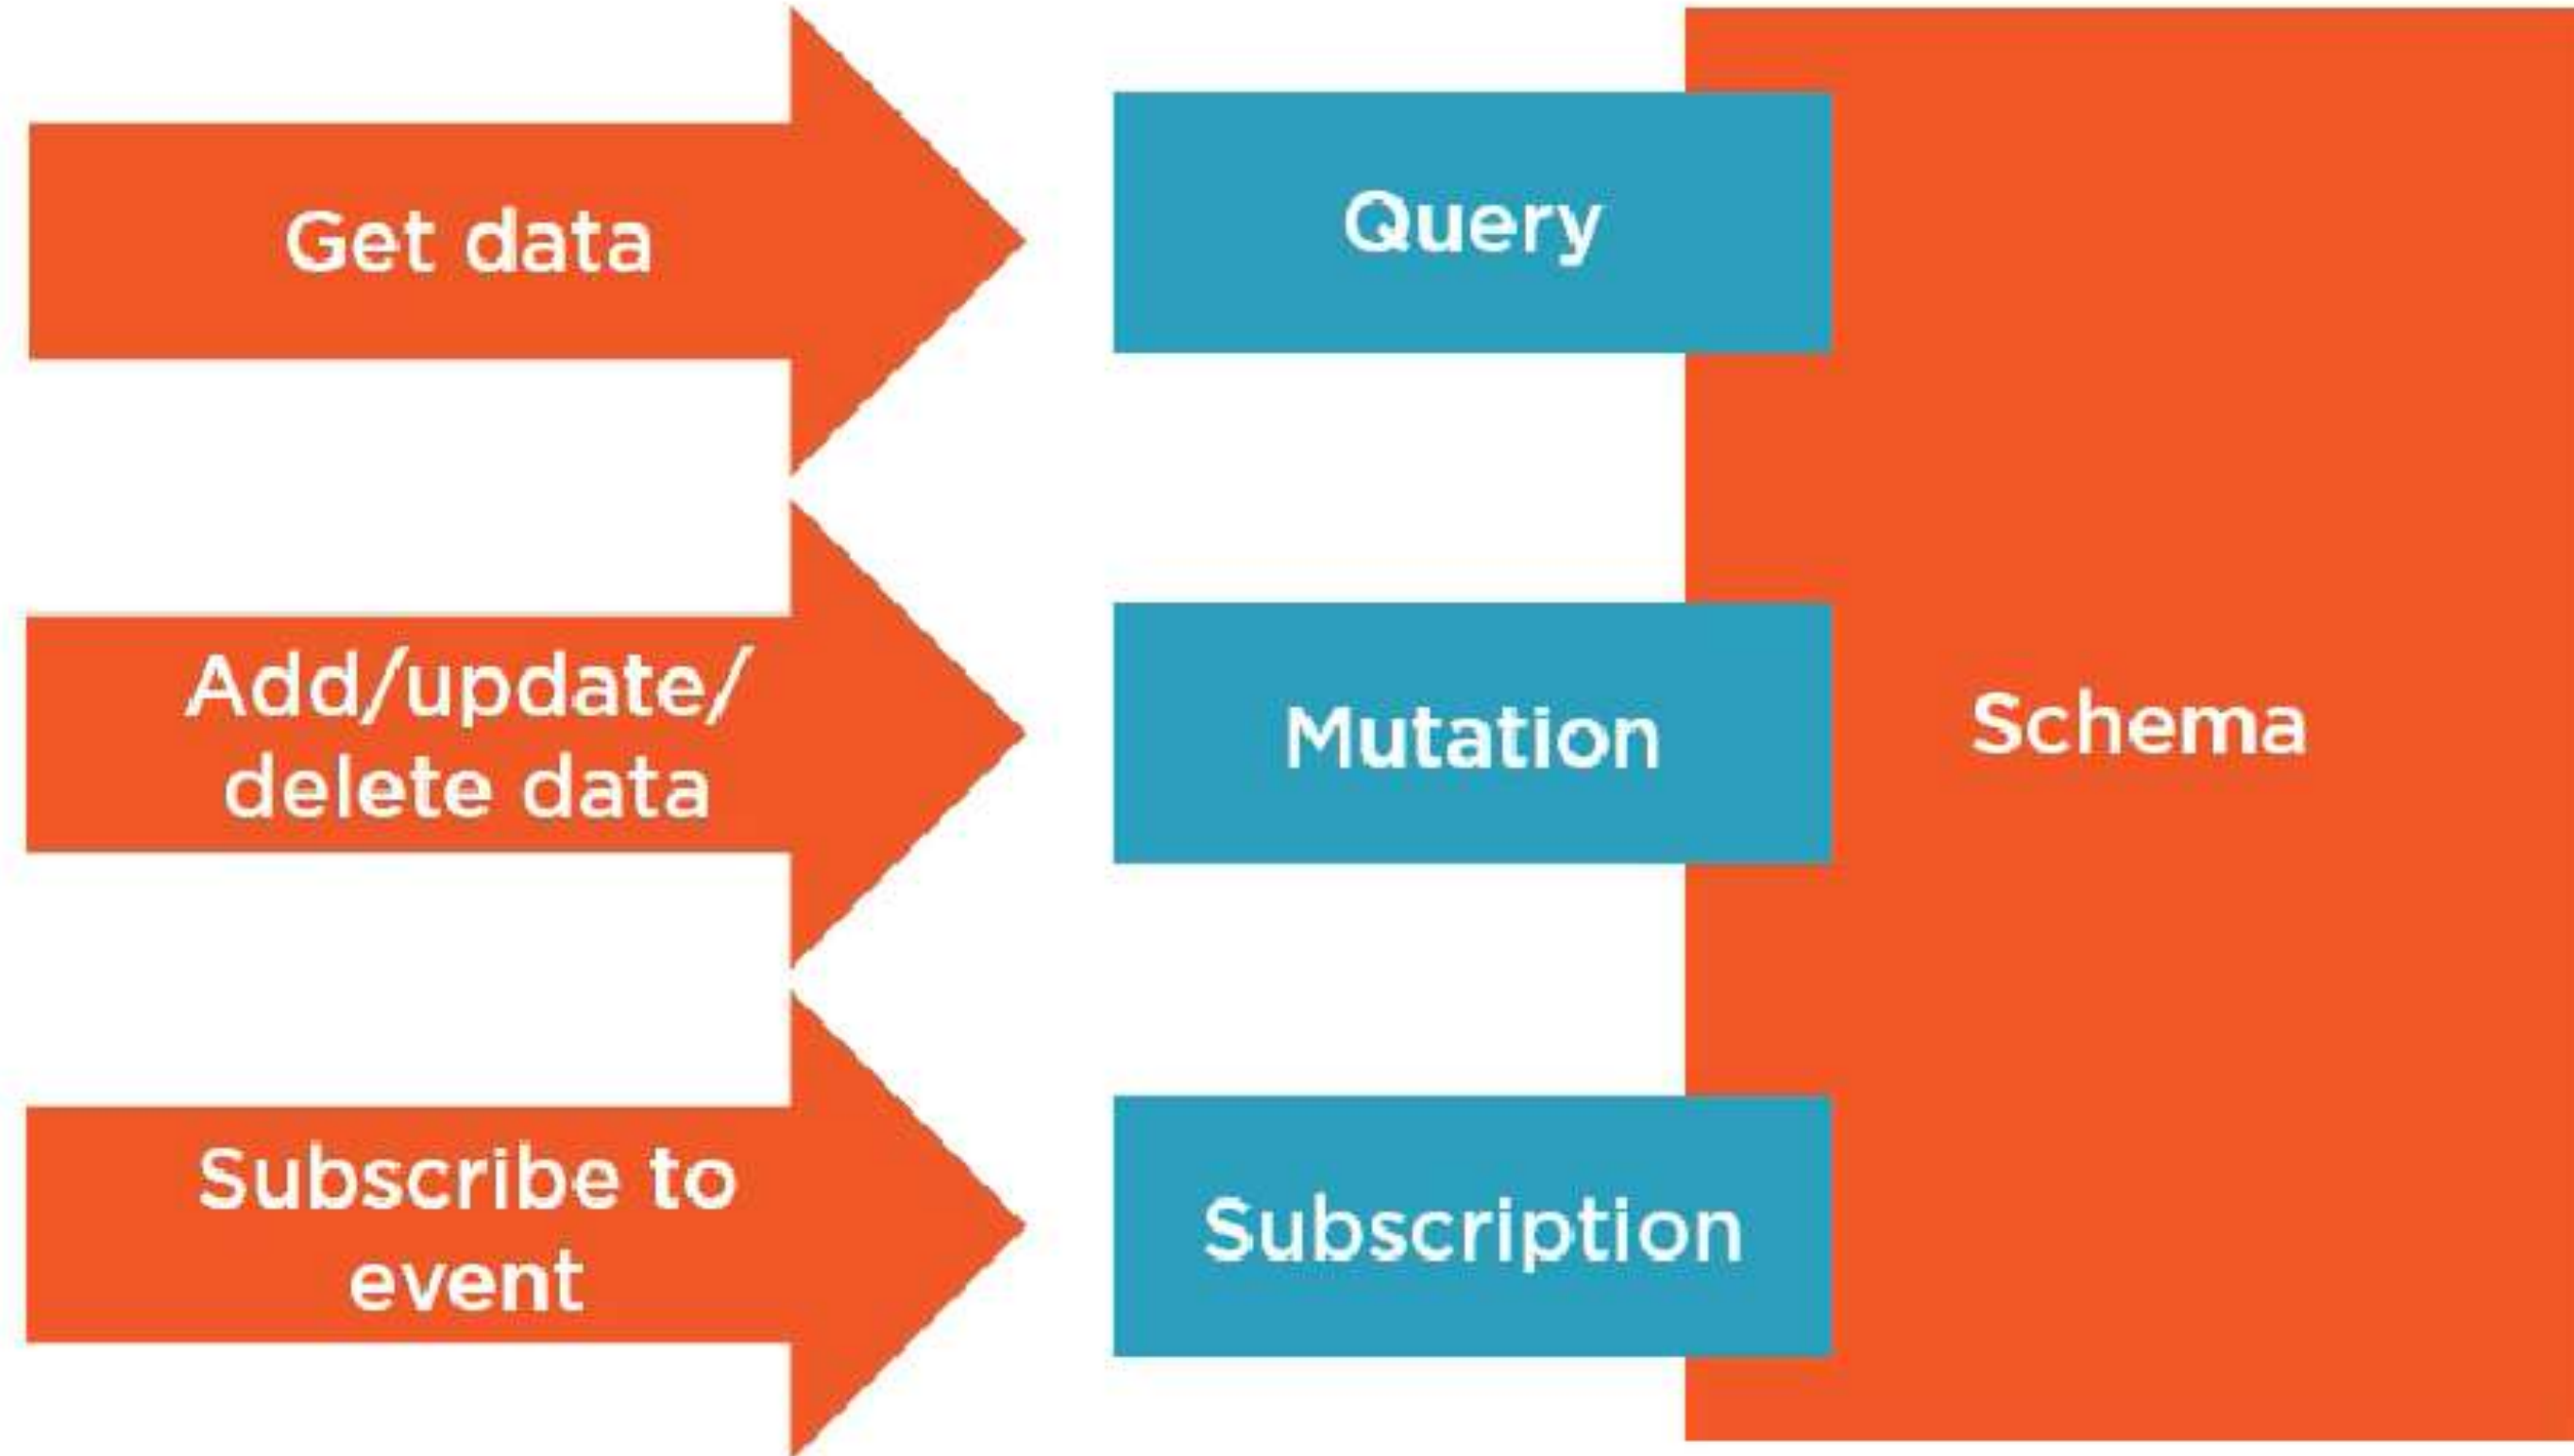 Get data
Query
Add/update/
delete data
Mutation
Schema
Subscribe to
event
Subscription